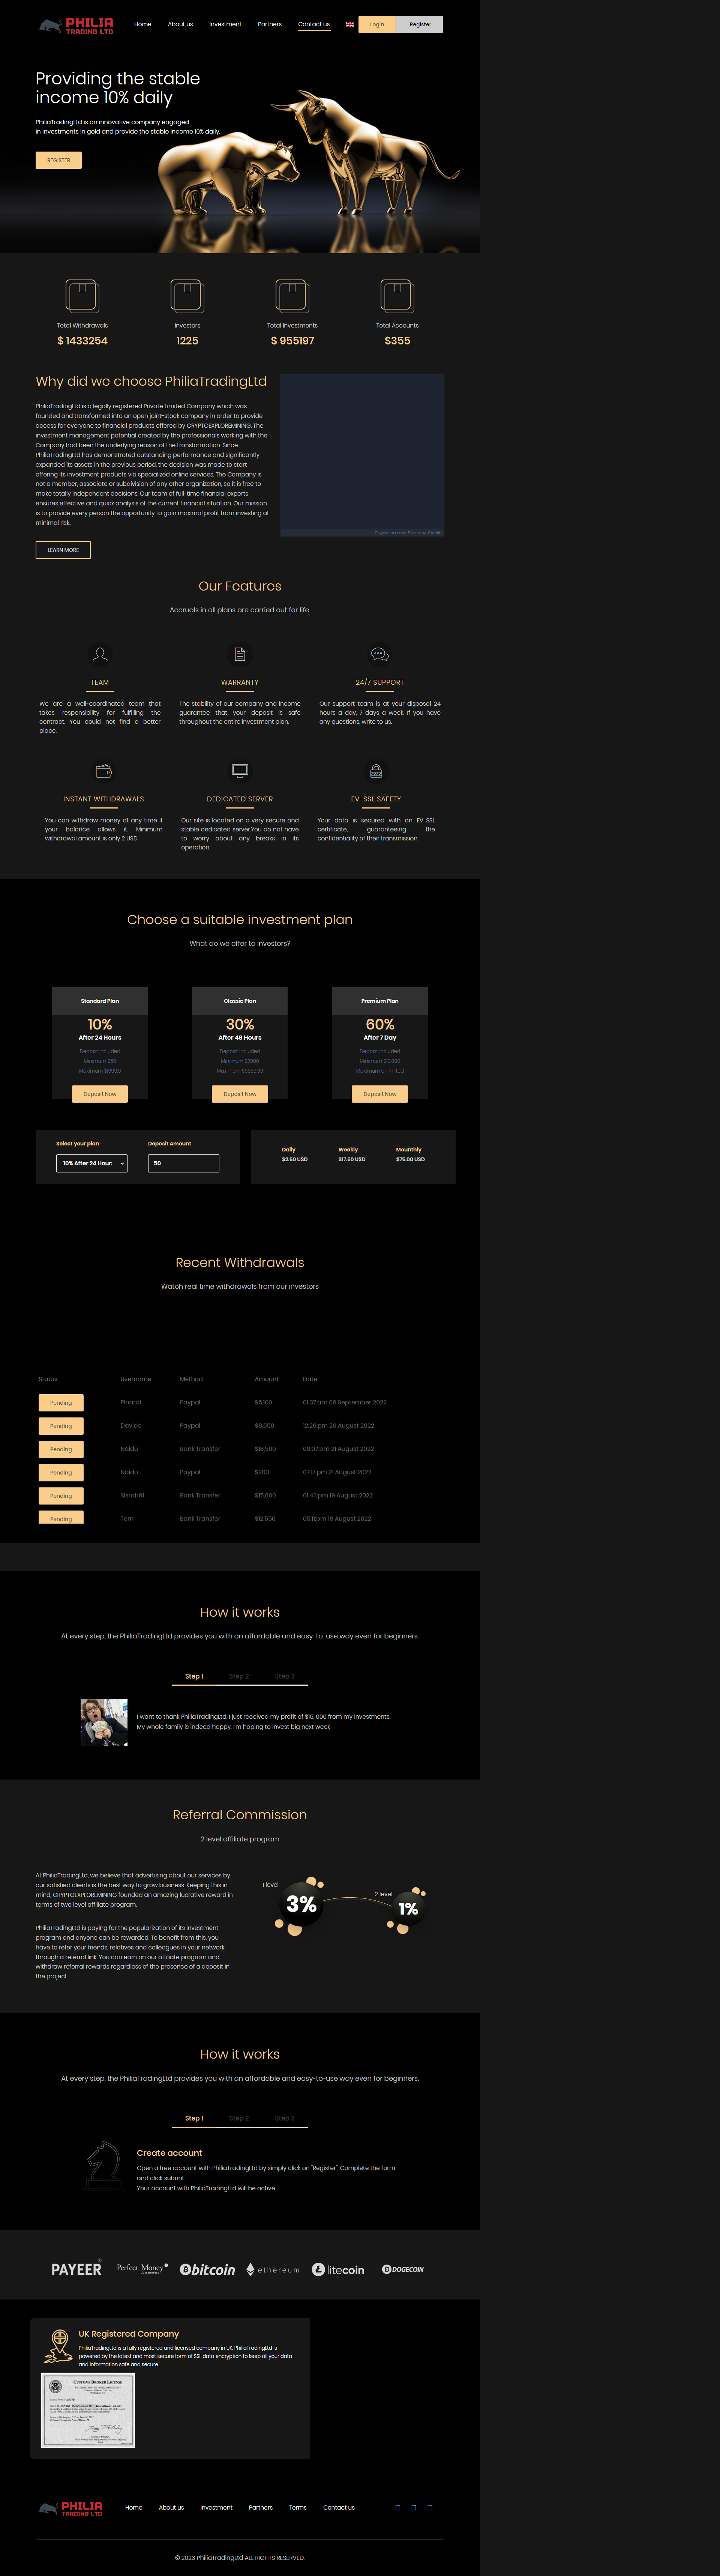 PHILIA
TRADING LTD
Home About us Investment Partners Contact us
Login Register
Providing the stable
income 10% daily
PhiliaTradingLtd is an innovative company engaged
in investments in gold and provide the stable income 10% daily.
REGISTER
Total Withdrawals Investors Total Investments Total Accounts
$ 1433254 1225 $ 955197 $355
Why did we choose PhiliaTradingLtd
PhiliaTradingLtd is a legally registered Private Limited Company which was
founded and transformed into an open joint-stock company in order to provide
access for everyone to financial products offered by CRYPTOEXPLOREMINING. The
investment management potential created by the professionals working with the
Company had been the underlying reason of the transformation. Since
PhiliaTradingLtd has demonstrated outstanding performance and significantly
expanded its assets in the previous period, the decision was made to start
offering its investment products via specialized online services. The Company is
not a member, associate or subdivision of any other organization, so it is free to
make totally independent decisions. Our team of full-time financial experts
ensures effective and quick analysis of the current financial situation. Our mission
is to provide every person the opportunity to gain maximal profit from investing at
minimal risk.
LEARN MORE
Our Features
Accruals in all plans are carried out for life.
TEAM
We are a well-coordinated team that
takes responsibility for fulfilling the
contract. You could not find a better
place.
WARRANTY
The stability of our company and income
guarantee that your deposit is safe
throughout the entire investment plan.
24/7 SUPPORT
Our support team is at your disposal 24
hours a day, 7 days a week. If you have
any questions, write to us.
INSTANT WITHDRAWALS
You can withdraw money at any time if
your balance allows it. Minimum
withdrawal amount is only 2 USD
DEDICATED SERVER
Our site is located on a very secure and
stable dedicated server.You do not have
to worry about any breaks in its
operation.
EV-SSL SAFETY
Your data is secured with an EV-SSL
certificate, guaranteeing the
confidentiality of their transmission.
Choose a suitable investment plan
What do we offer to investors?
Standard Plan
10%
After 24 Hours
Deposit Included
Minimum $50
Deposit Now
Classic Plan
30%
After 48 Hours
Deposit Included
Minimum $2000
Deposit Now
Premium Plan
60%
After 7 Day
Deposit Included
Minimum $10,000
Maximum Unlimited
Deposit Now
Select your plan Deposit Amount
10% After 24 Hour 50
Daily Weekly Mounthly
$2.50 USD $17.50 USD $75.00 USD
Recent Withdrawals
Watch real time withdrawals from our investors
Status Username Method Amount Date
Pending Pinardi Paypal $5,100 01:37:am 06 September 2022
Pending Davide Paypal $8,650 12:26:pm 26 August 2022
Pending Naidu Bank Transfer $18,500 09:07:pm 21 August 2022
Pending Naidu Paypal $200 07:17:pm 21 August 2022
Pending Bank Transfer $15,800 01:43:pm 19 August 2022
Pending Tom Bank Transfer $12,550 05:11:pm 18 August 2022
How it works
At every step, the PhiliaTradingLtd provides you with an affordable and easy-to-use way even for beginners.
Step 1 Step 2 Step 3
I want to thank PhiliaTradingLtd, I just received my profit of $15, 000 from my investments.
My whole family is indeed happy. I'm hoping to invest big next week
Referral Commission
2 level affiliate program
At PhiliaTradingLtd, we believe that advertising about our services by
our satisfied clients is the best way to grow business. Keeping this in
mind, CRYPTOEXPLOREMINING founded an amazing lucrative reward in
terms of two level affiliate program.
PhiliaTradingLtd is paying for the popularization of its investment
program and anyone can be rewarded. To benefit from this, you
have to refer your friends, relatives and colleagues in your network
through a referral link. You can earn on our affiliate program and
withdraw referral rewards regardless of the presence of a deposit in
the project.
1 level
3%
2 level
1%
How it works
At every step, the PhiliaTradingLtd provides you with an affordable and easy-to-use way even for beginners.
Step 1 Step 2 Step 3
Create account
Open a free account with PhiliaTradingLtd by simply click on "Register". Complete the form
and click submit.
Your account with PhiliaTradingLtd will be active.
PAYEER Perfect Money bitcoin ethereum litecoin DOGECOIN
UK Registered Company
PhiliaTradingLtd is a fully registered and licensed company in UK. PhiliaTradingLtd is
powered by the latest and most secure form of SSL data encryption to keep all your data
and information safe and secure.
CUSTOMS BROKER LICENSE
PHILIA
TRADING LTD
Home About us Investment Partners Terms Contact us
© 2023 PhiliaTradingLtd ALL RIGHTS RESERVED.